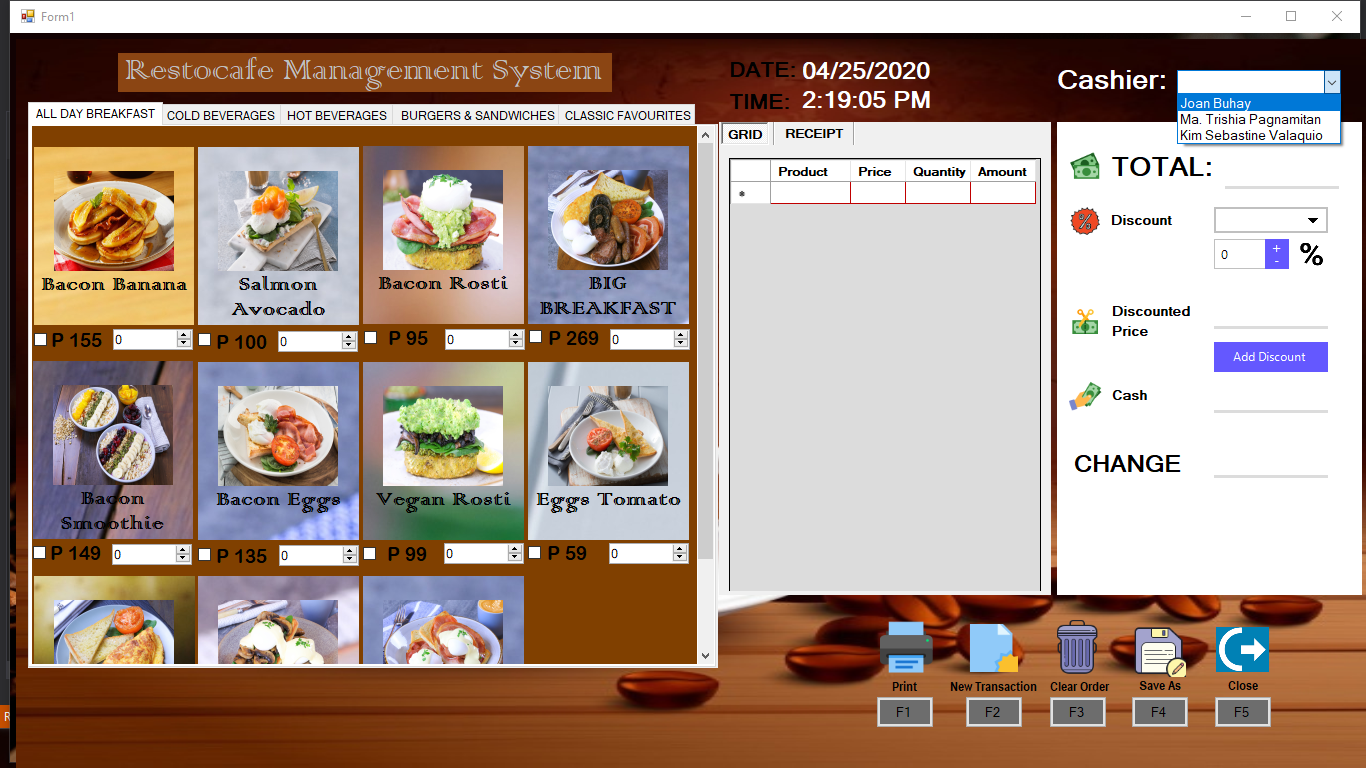 Form1
Restocafe Management System
DATE: 04/25/2020
TIME: 2:19:05 PM
Cashier:
Joan Buhay
Ma. Trishia Pagnamitan
Kim Sebastine Valaquio
ALL DAY BREAKFAST
COLD BEVERAGES
HOT BEVERAGES
BURGERS & SANDWICHES
CLASSIC FAVOURITES
Bacon Banana
Salmon
Avocado
Bacon Rosti
BIG
BREAKFAST
P 155
0
P 100
0
P 95
0
P 269
0
Bacon
Smoothie
Bacon Eggs
Vegan Rosti
Eggs Tomato
P 149
0
P 135
0
P 99
0
P 59
0
GRID
RECEIPT
Product
Price
Quantity
Amount
*
TOTAL:
Discount
0
+
-
%
Discounted
Price
Add Discount
Cash
CHANGE
Print
New Transaction
Clear Order
Save As
Close
F1
F2
F3
F4
F5